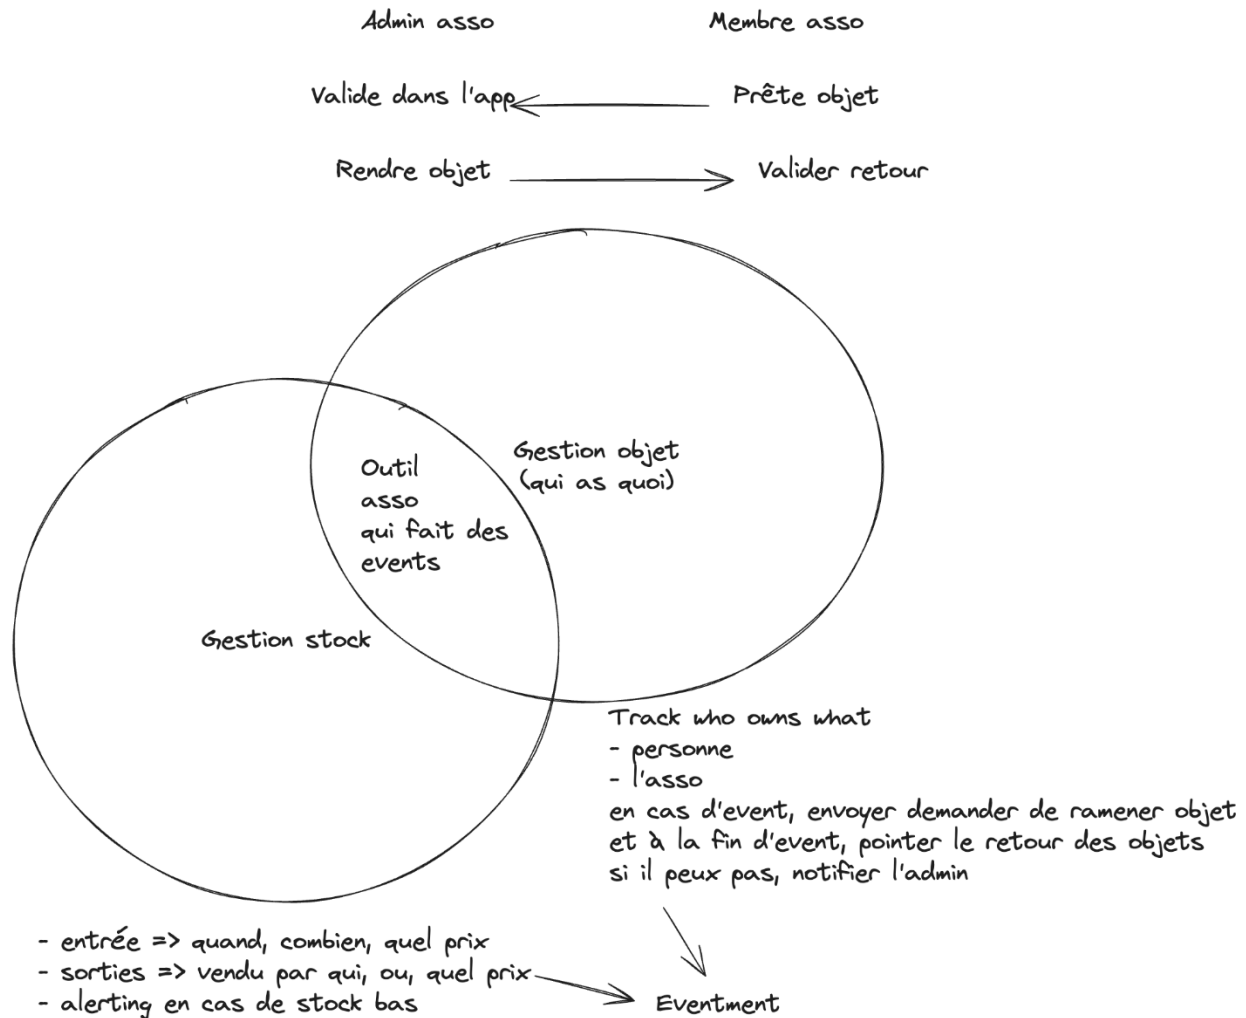 Admin asso
Membre asso
Valide dans l'app
Prête objet
Rendre objet
Valider retour
Gestion objet
(qui as quoi)
Outil
asso
qui fait des
events
Gestion stock
Track who owns what
- personne
- l'asso
en cas d'event, envoyer demander de ramener objet
et à la fin d'event, pointer le retour des objets
si il peux pas, notifier l'admin
- entrée => quand, combien, quel prix
- sorties => vendu par qui, ou, quel prix
- alerting en cas de stock bas
Eventment